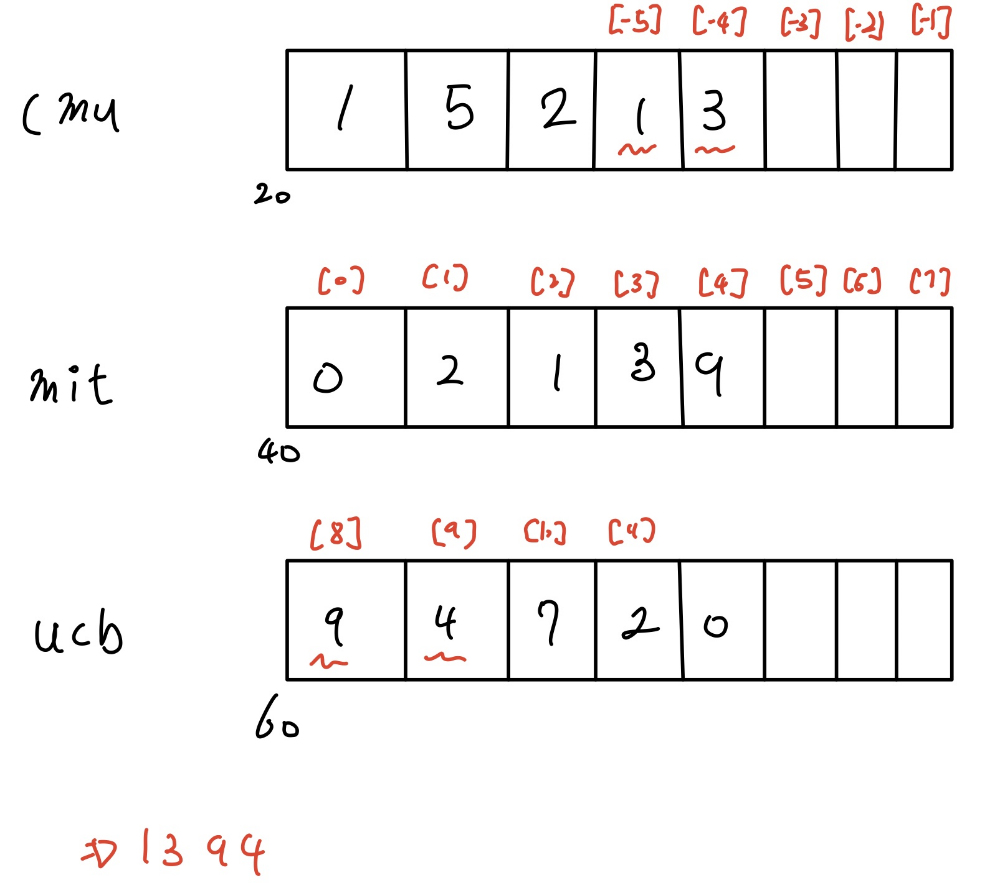 [-5] [-4] [-3] [-2] [-1]
cmu 1 5 2 1 3
20
[0] [1] [2] [3] [4] [5] [6] [7]
mit 0 2 1 3 9
40
[8] [9]
ucb 9 4 7 2 0
60
⇒ 1 3 9 4